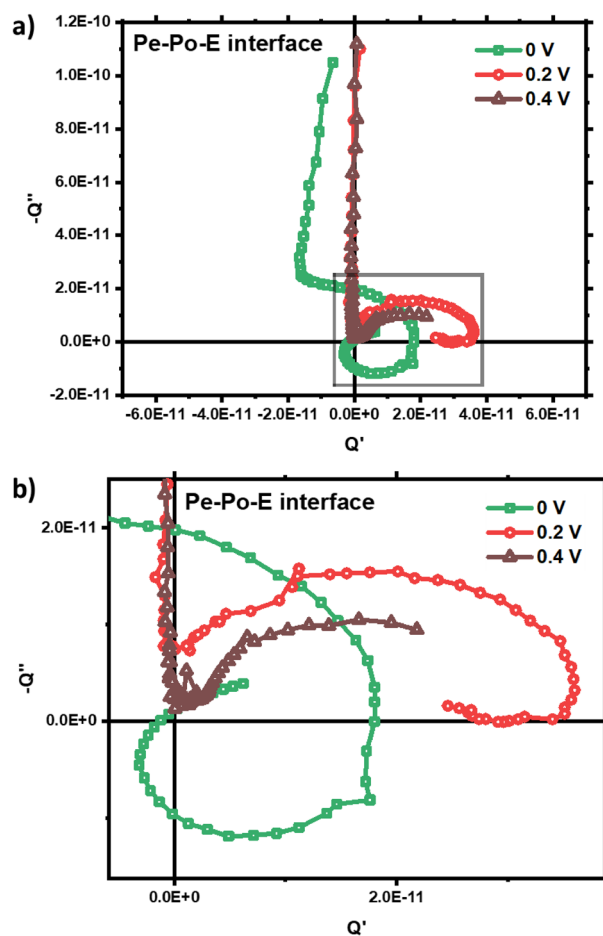 a)
Pe-Po-E interface
0 V
0.2 V
0.4 V
1.2E-10
1.0E-10
8.0E-11
6.0E-11
4.0E-11
2.0E-11
0.0E+0
-2.0E-11
-Q"
-6.0E-11 -4.0E-11 -2.0E-11 0.0E+0 2.0E-11 4.0E-11 6.0E-11
Q'
b)
Pe-Po-E interface
0 V
0.2 V
0.4 V
2.0E-11
0.0E+0
-Q"
0.0E+0 2.0E-11
Q'